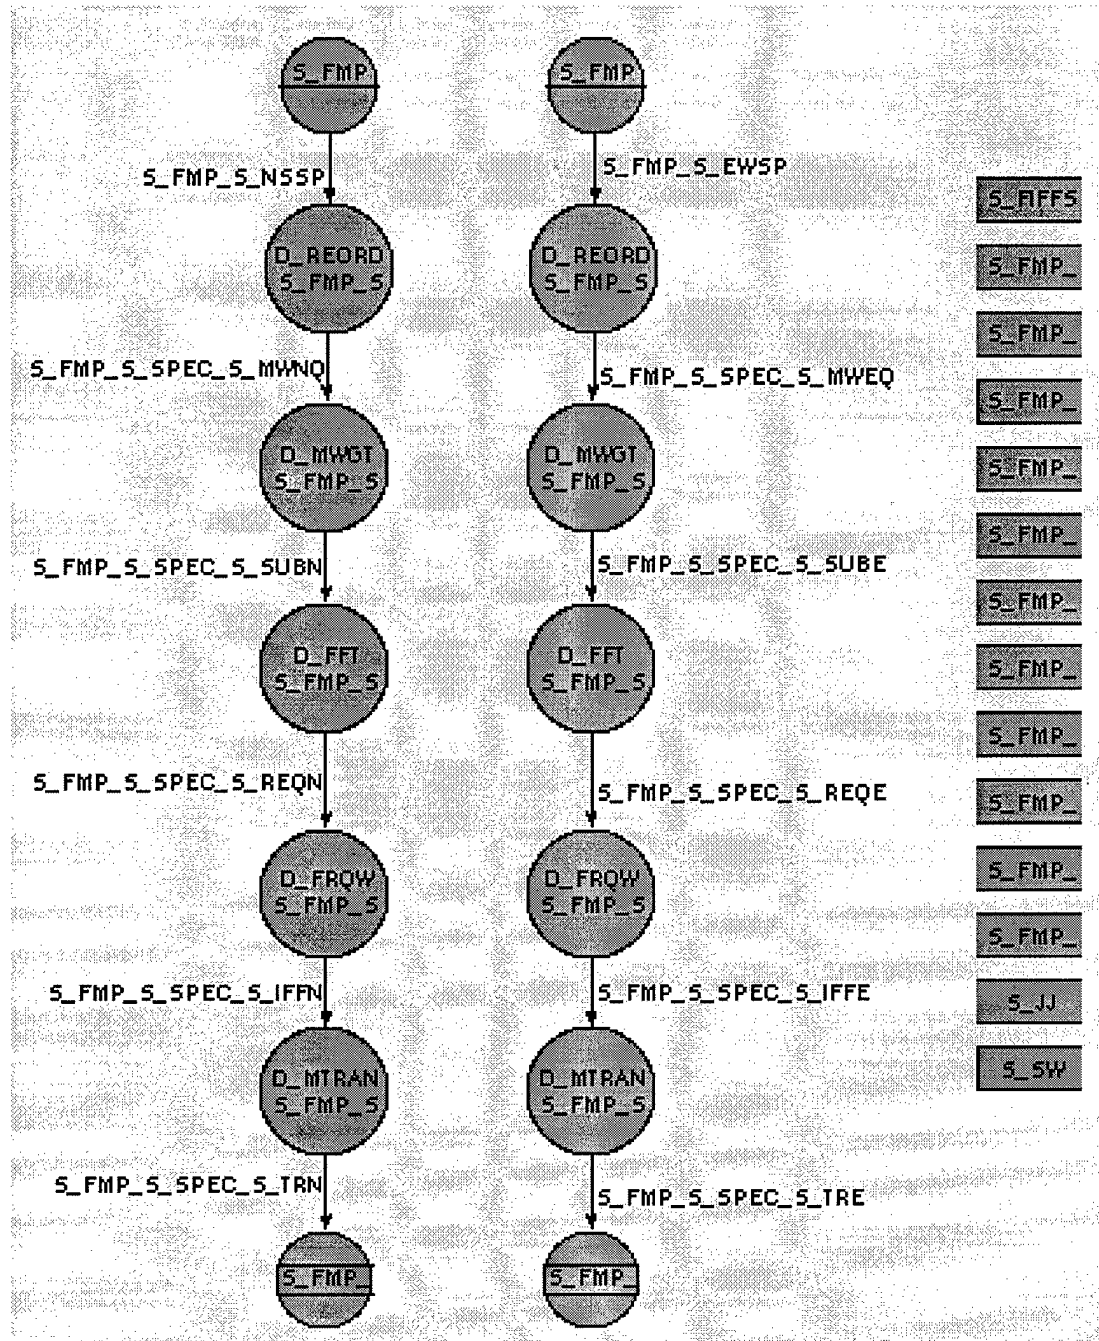 S_FMP
S_FMP_S_NSSP
D_REORD
S_FMP_S
S_FMP_S_SPEC_S_MWNQ
D_MWGT
S_FMP_S
S_FMP_S_SPEC_S_SUBN
D_FFT
S_FMP_S
S_FMP_S_SPEC_S_REQN
D_FRQW
S_FMP_S
S_FMP_S_SPEC_S_IFFN
D_MTRAN
S_FMP_S
S_FMP_S_SPEC_S_TRN
S_FMP_
S_FMP
S_FMP_S_EWSP
D_REORD
S_FMP_S
S_FMP_S_SPEC_S_MWEQ
D_MWGT
S_FMP_S
S_FMP_S_SPEC_S_SUBE
D_FFT
S_FMP_S
S_FMP_S_SPEC_S_REQE
D_FRQW
S_FMP_S
S_FMP_S_SPEC_S_IFFE
D_MTRAN
S_FMP_S
S_FMP_S_SPEC_S_TRE
S_FMP_
S_FMP_
S_FMP_
S_FMP_
S_FMP_
S_FMP_
S_FMP_
S_FMP_
S_FMP_
S_FMP_
S_FMP_
S_FMP_
S_JJ
S_SW